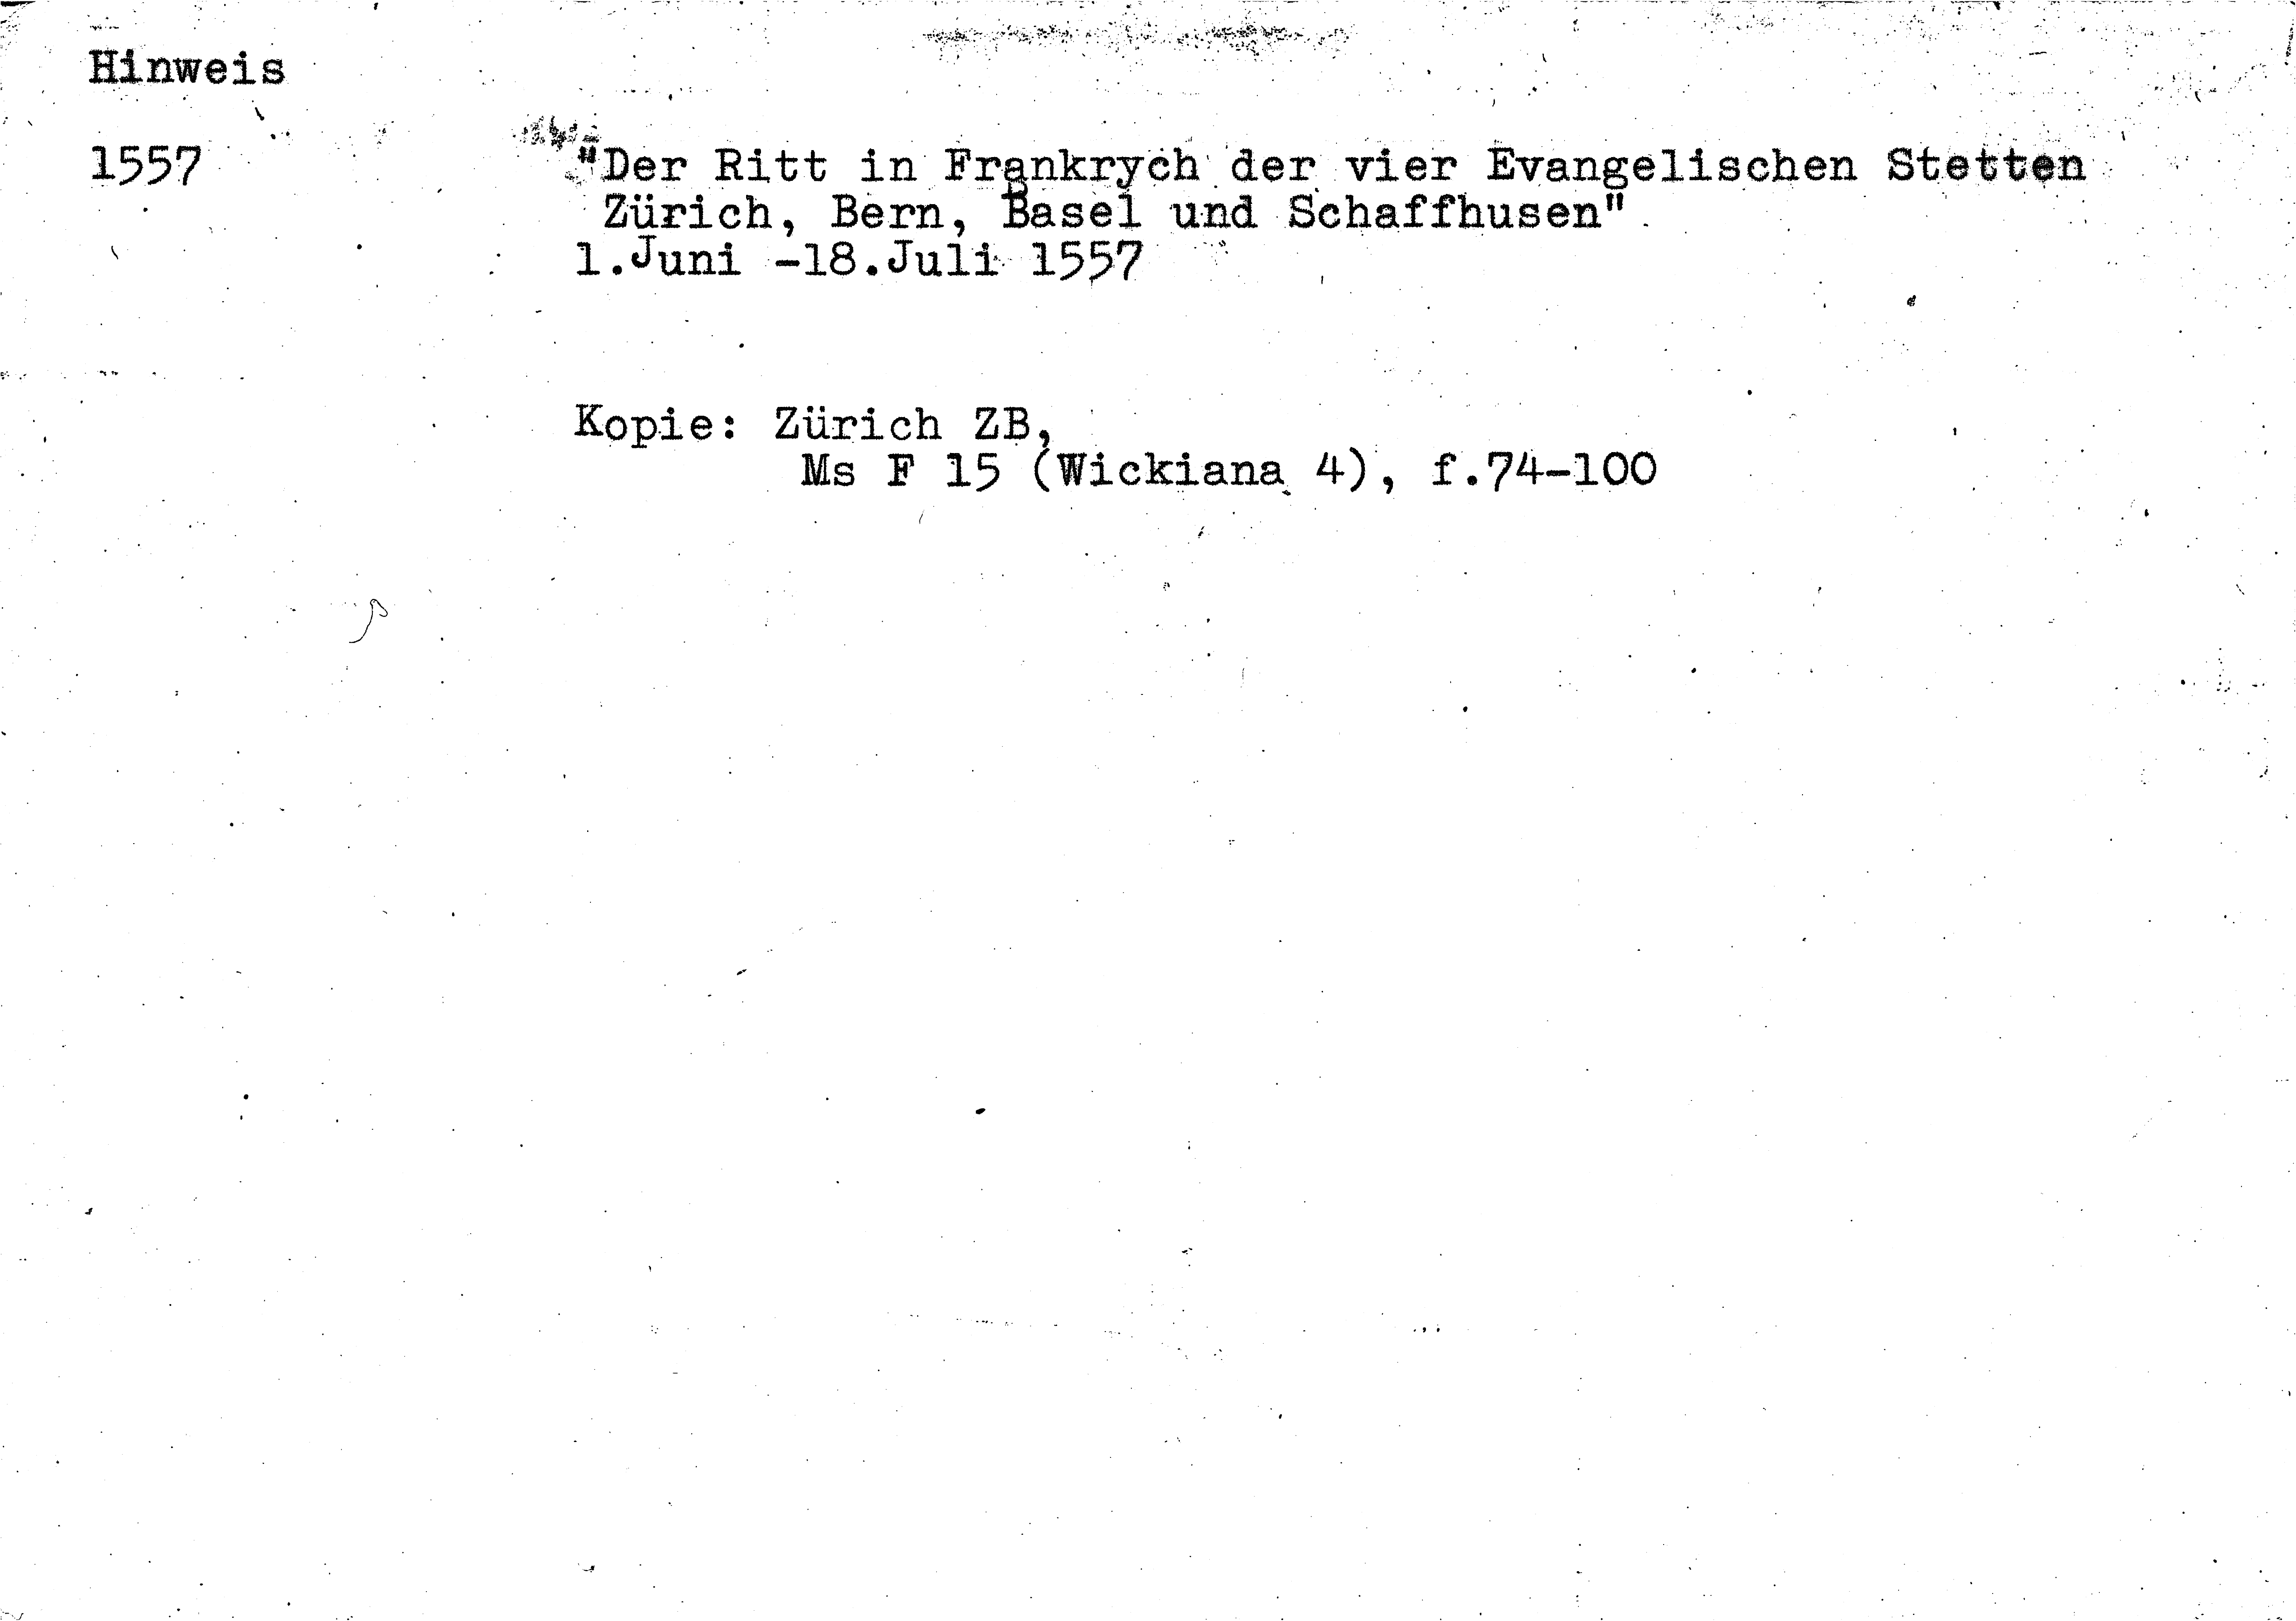 Hinweis
1557
"Der Ritt in Frankrych der vier Evangelischen Stetten
Zürich, Bern, Basel und Schaffhusen"
1.Juni -18.Juli 1557
Kopie: Zürich ZB,
Ms F 15 (Wickiana 4), f.74-100